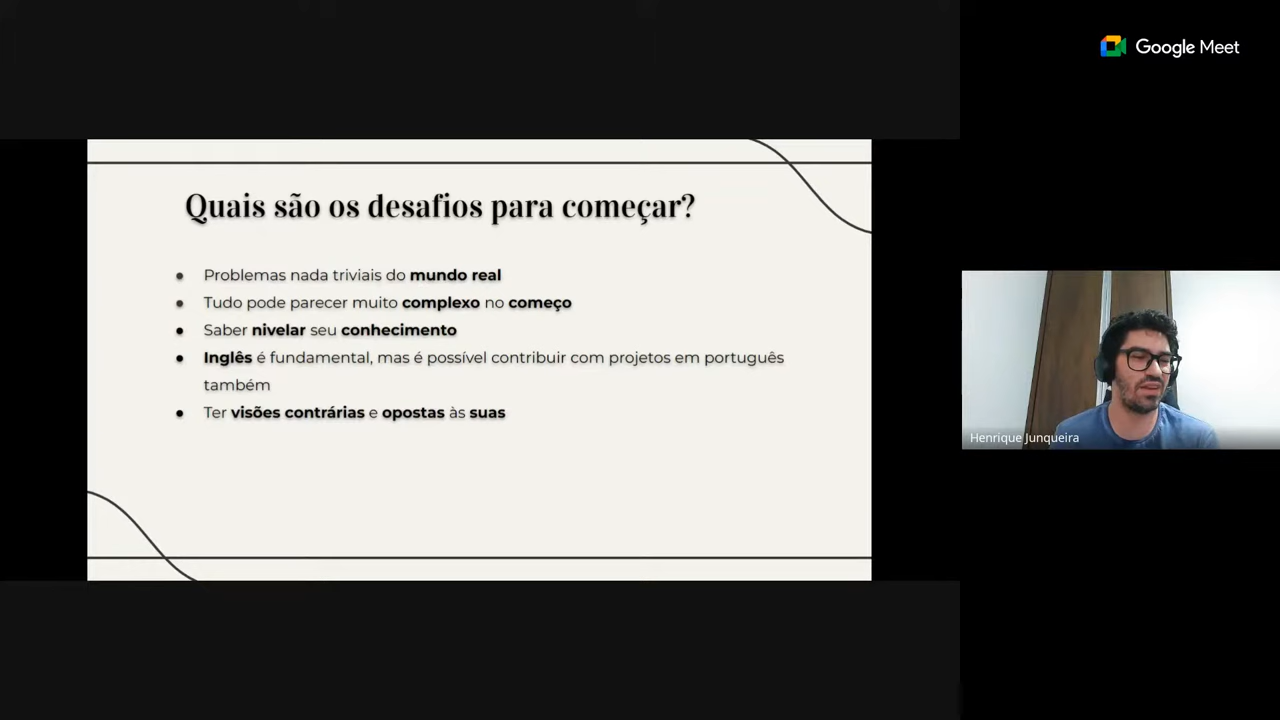 Google Meet
Quais são os desafios para começar?
● Problemas nada triviais do mundo real
● Tudo pode parecer muito complexo no começo
● Saber nivelar seu conhecimento
● Inglês é fundamental, mas é possível contribuir com projetos em português
também
● Ter visões contrárias e opostas às suas
Henrique Junqueira